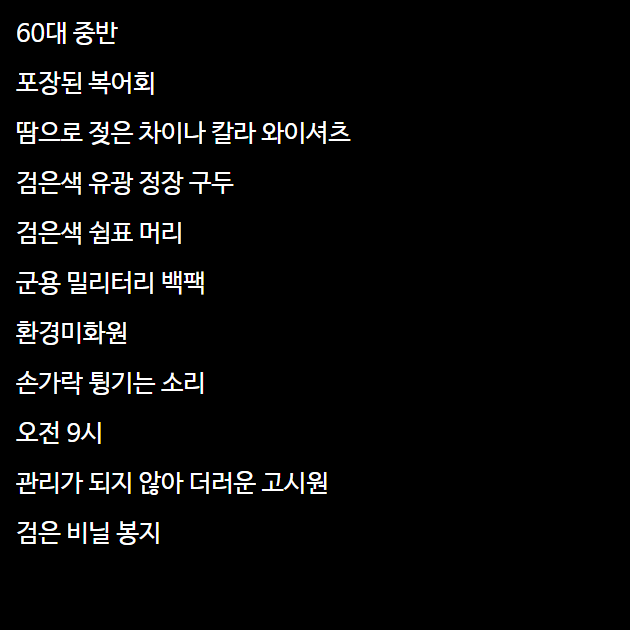 60대 중반
포장된 복어회
땀으로 젖은 차이나 칼라 와이셔츠
검은색 유광 정장 구두
검은색 쉼표 머리
군용 밀리터리 백팩
환경미화원
손가락 튕기는 소리
오전 9시
관리가 되지 않아 더러운 고시원
검은 비닐 봉지